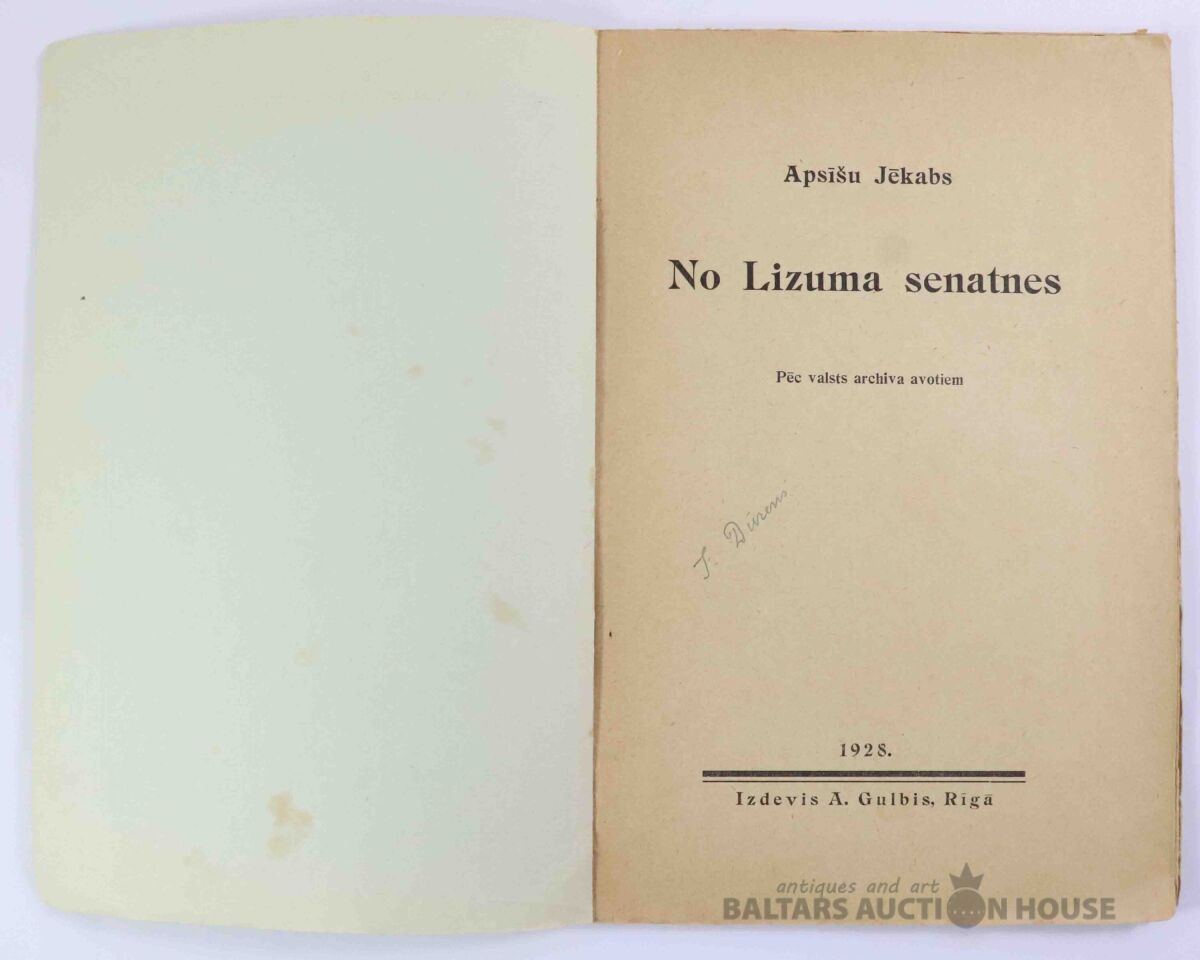 Apsīšu Jēkabs
No Lizuma senatnes
Pēc valsts archiva avotiem
1928.
Izdevis A. Gulbis, Rīgā
antiques and art
BALTARS AUCTION HOUSE